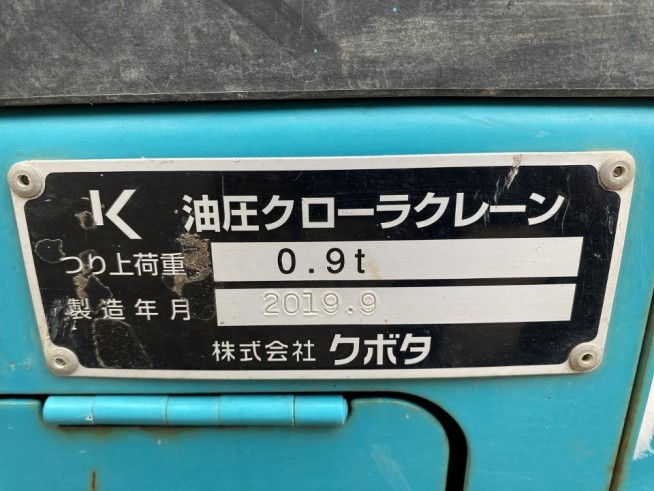 K 油圧クローラクレーン
つり上荷重 0.9t
製造年月 2019.9
株式会社 クボタ